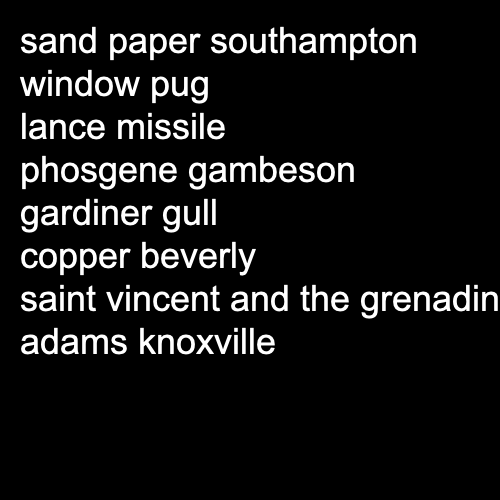 sand paper southampton
window pug
lance missile
phosgene gambeson
gardiner gull
copper beverly
saint vincent and the grenadin
adams knoxville